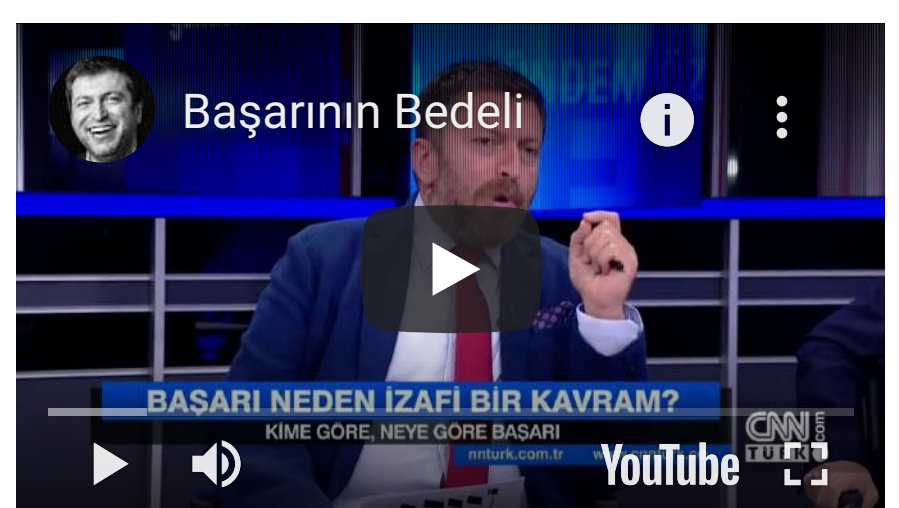 Başarının Bedeli
BAŞARI NEDEN İZAFİ BİR KAVRAM?
KİME GÖRE, NEYE GÖRE BAŞARI
nnturk.com.tr
CNN
TÜRK
.com
YouTube